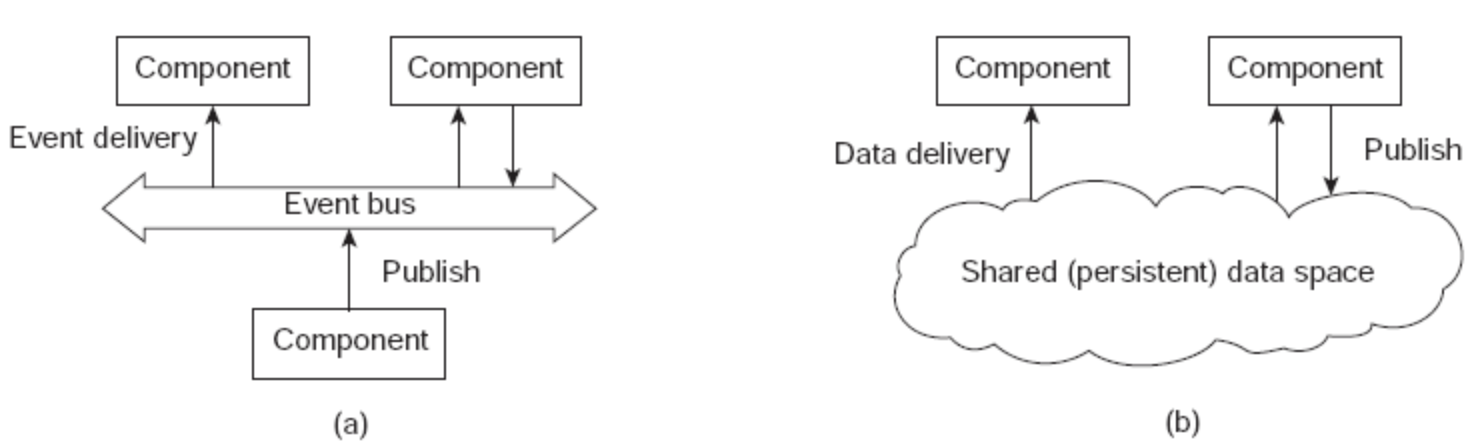 Component
Component
Event delivery
Event bus
Publish
Component
(a)
Component
Component
Data delivery
Publish
Shared (persistent) data space
(b)